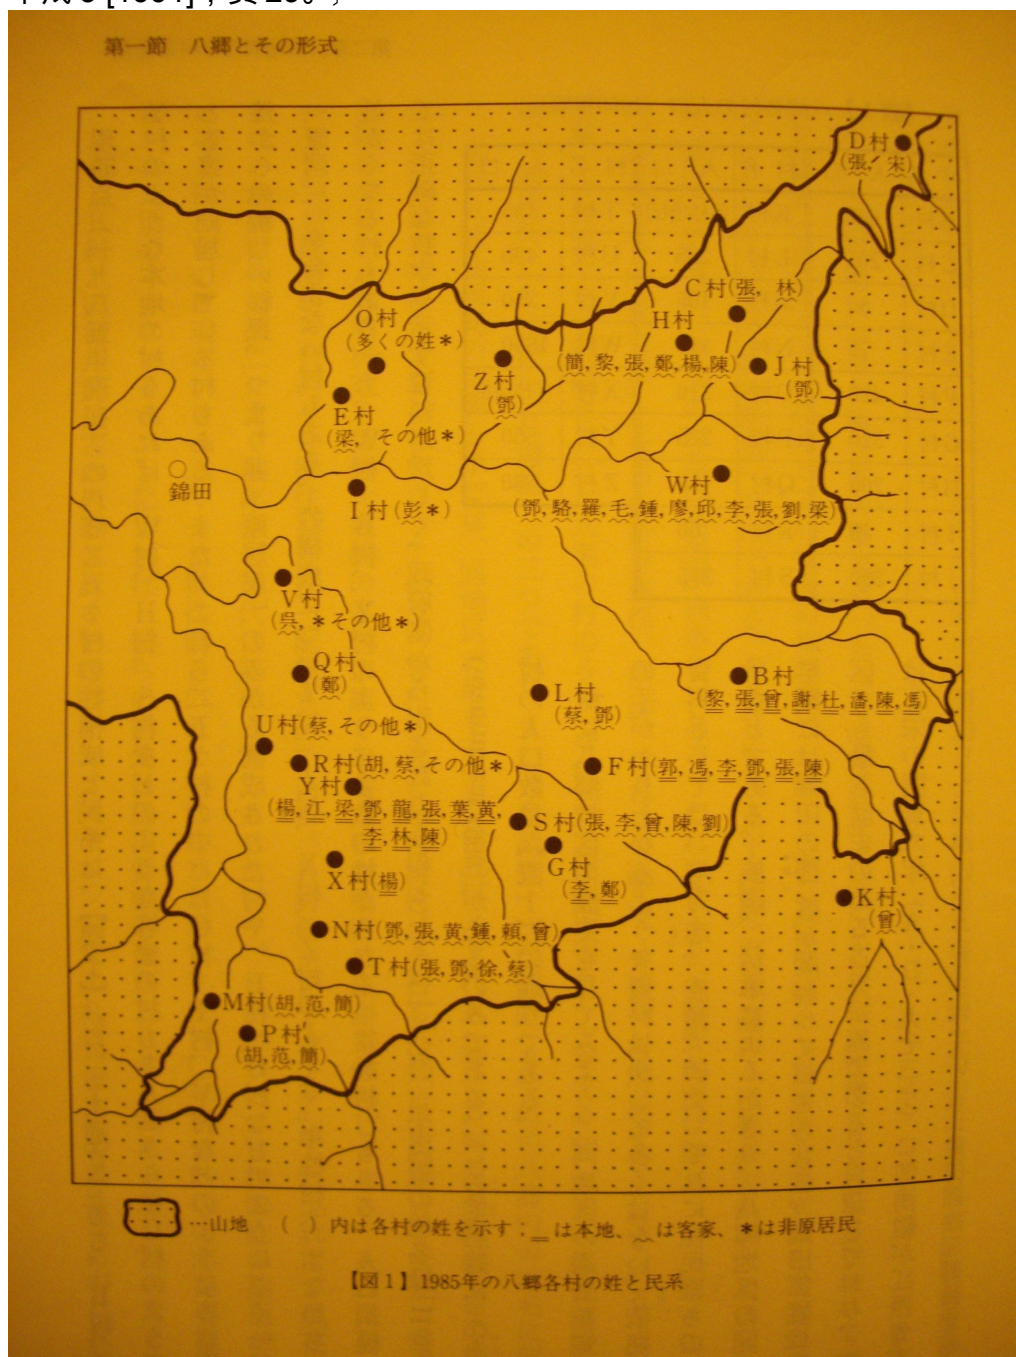 第一節　八郷とその形式
D村
(張, 宋)
C村(張, 林)
O村
(多くの姓＊)
H村
(簡,黎,張,鄭,楊,陳)
J村
(鄧)
Z村
(鄧)
E村
(梁, その他＊)
錦田
W村
I村(彭＊)
(鄧,駱,羅,毛,鍾,廖,邱,李,張,劉,梁)
V村
(呉,＊その他＊)
Q村
(鄭)
B村
(黎,張,曾,謝,杜,潘,陳,馮)
L村
(蔡,鄧)
U村(蔡,その他＊)
R村(胡,蔡,その他＊)
F村(郭,馮,李,鄧,張,陳)
Y村
(楊,江,梁,鄧,龍,張,葉,黄,
李,林,陳)
S村(張,李,曾,陳,劉)
G村
(李,鄭)
X村(楊)
K村
(曾)
N村(鄧,張,黄,鍾,頼,曾)
T村(張,鄧,徐,蔡)
M村(胡,范,簡)
P村
(胡,范,簡)
…山地　（　）内は各村の姓を示す：＿は本地、﹏は客家、＊は非原居民
【図1】1985年の八郷各村の姓と民系